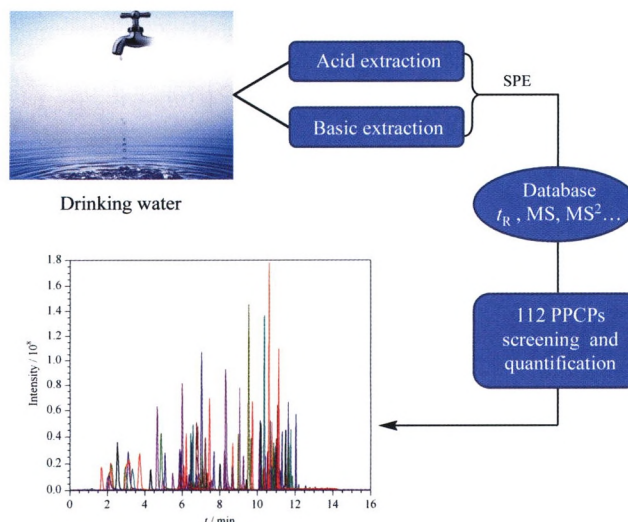 Acid extraction
Basic extraction
SPE
Drinking water
Database
tR , MS, MS²…
112 PPCPs
screening and
quantification
Intensity / 10⁸
1.8
1.6
1.4
1.2
1.0
0.8
0.6
0.4
0.2
0.0
0 2 4 6 8 10 12 14 16
t / min